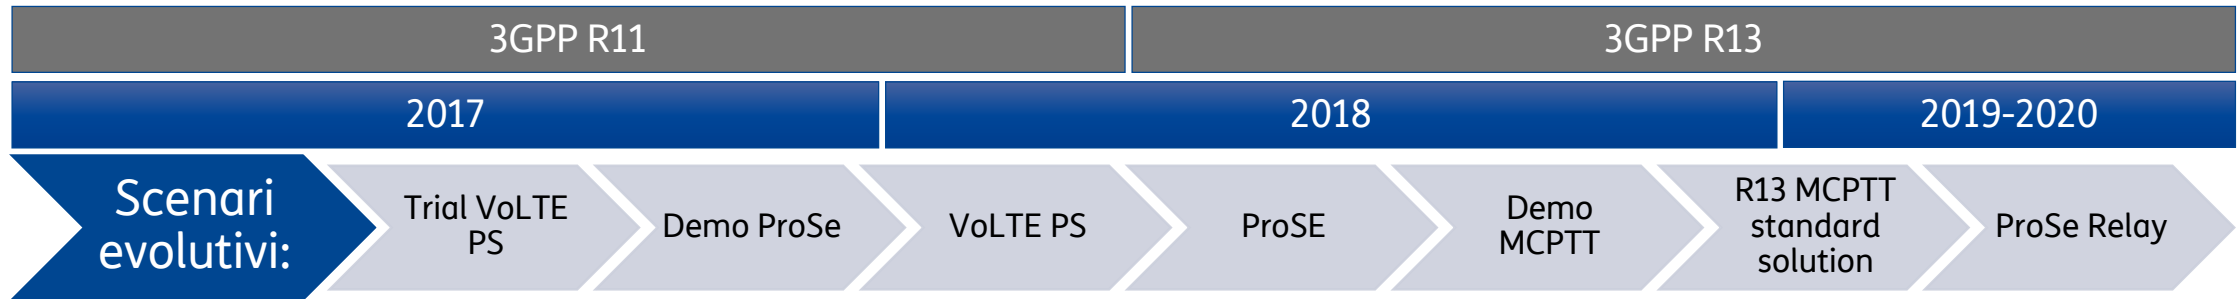 3GPP R11
3GPP R13
2017
2018
2019-2020
Scenari
evolutivi:
Trial VoLTE
PS
Demo ProSe
VoLTE PS
ProSE
Demo
MCPTT
R13 MCPTT
standard
solution
ProSe Relay